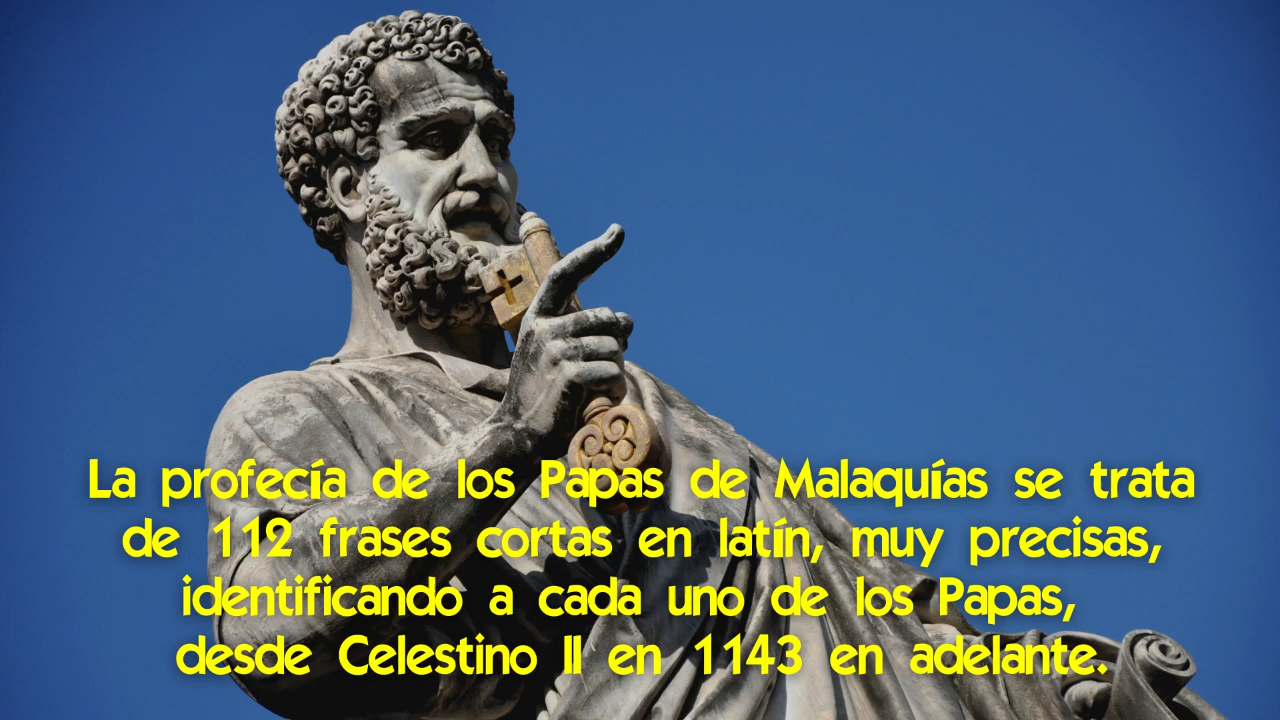 La profecía de los Papas de Malaquías se trata
de 112 frases cortas en latín, muy precisas,
identificando a cada uno de los Papas,
desde Celestino II en 1143 en adelante.